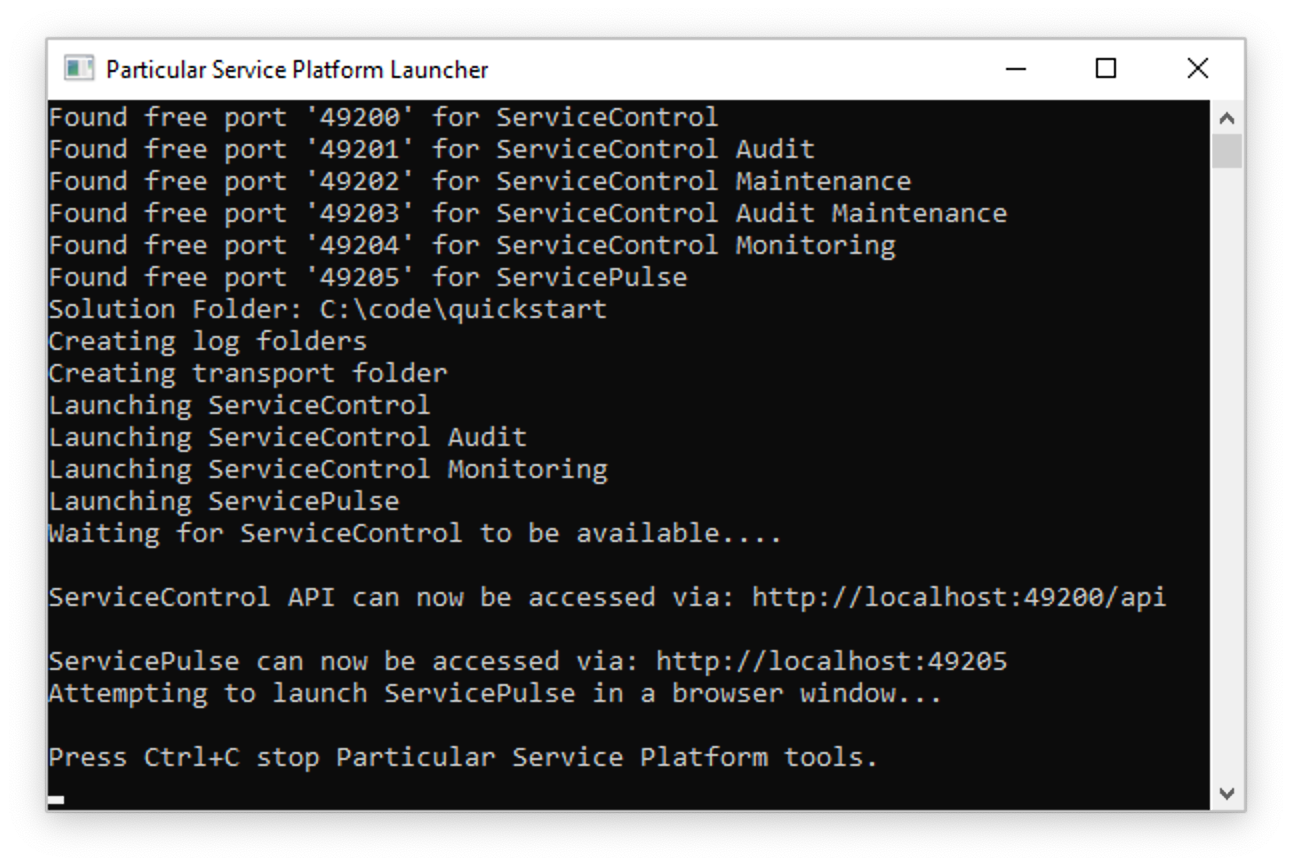 Particular Service Platform Launcher
Found free port '49200' for ServiceControl
Found free port '49201' for ServiceControl Audit
Found free port '49202' for ServiceControl Maintenance
Found free port '49203' for ServiceControl Audit Maintenance
Found free port '49204' for ServiceControl Monitoring
Found free port '49205' for ServicePulse
Solution Folder: C:\code\quickstart
Creating log folders
Creating transport folder
Launching ServiceControl
Launching ServiceControl Audit
Launching ServiceControl Monitoring
Launching ServicePulse
Waiting for ServiceControl to be available....
ServiceControl API can now be accessed via: http://localhost:49200/api
ServicePulse can now be accessed via: http://localhost:49205
Attempting to launch ServicePulse in a browser window...
Press Ctrl+C stop Particular Service Platform tools.